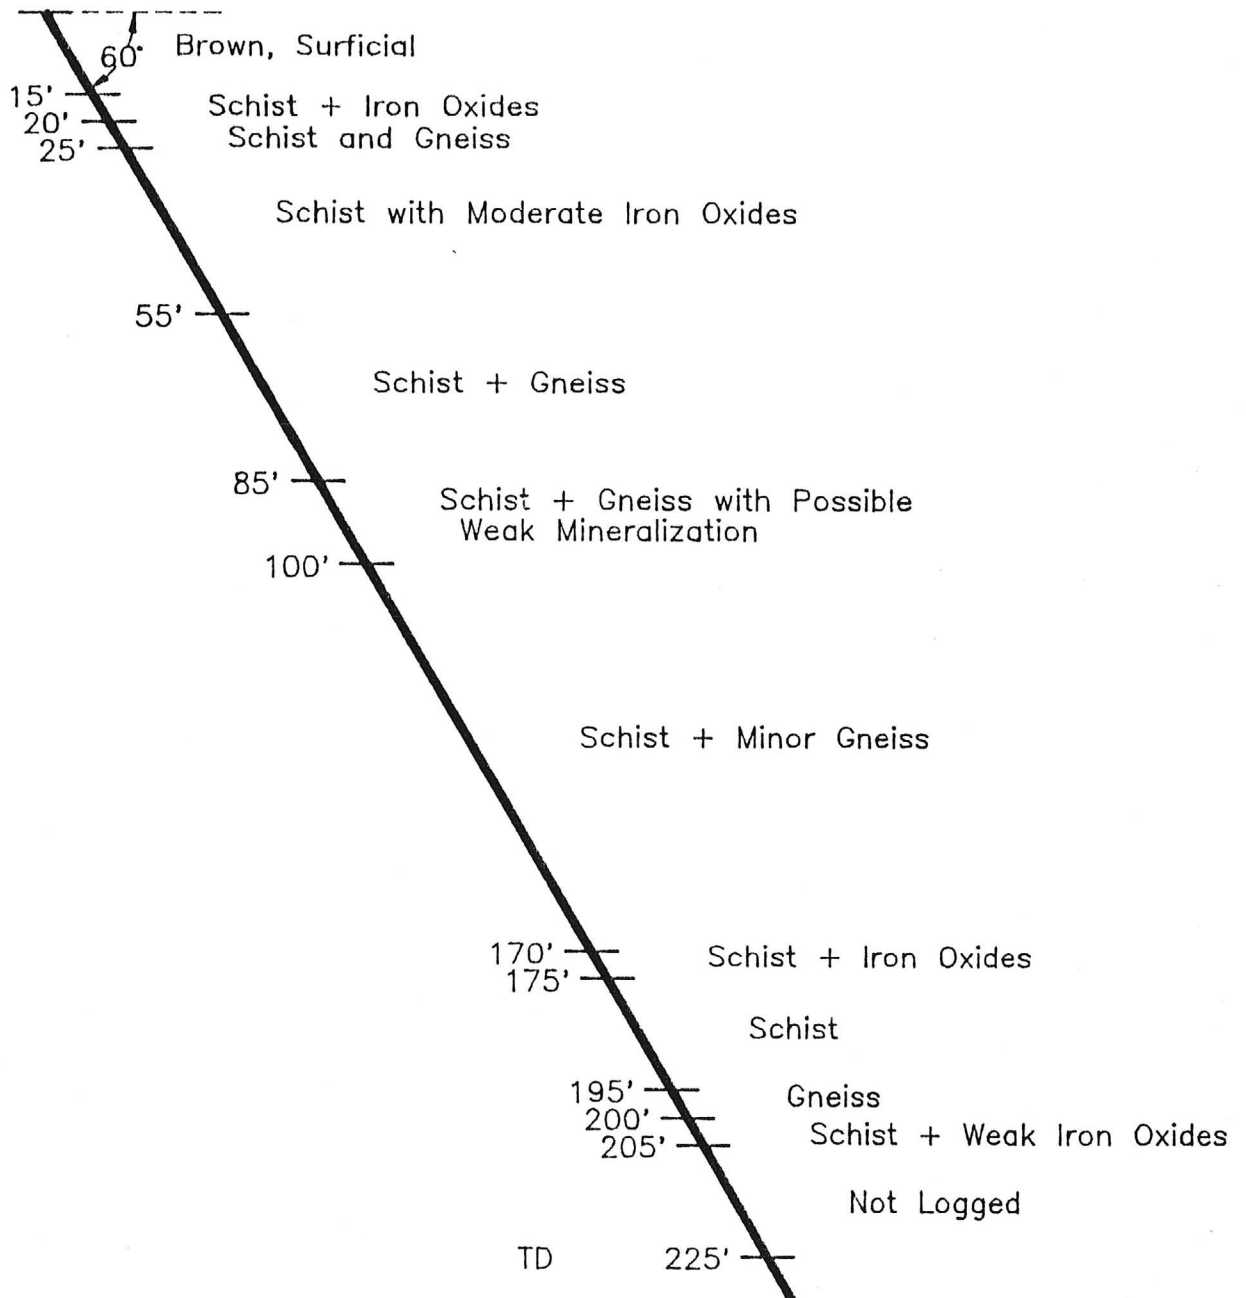 60° Brown, Surficial
15'
Schist + Iron Oxides
20'
Schist and Gneiss
25'
Schist with Moderate Iron Oxides
55'
Schist + Gneiss
85'
Schist + Gneiss with Possible
Weak Mineralization
100'
Schist + Minor Gneiss
170'
Schist + Iron Oxides
175'
Schist
195'
Gneiss
200'
Schist + Weak Iron Oxides
205'
Not Logged
TD 225'